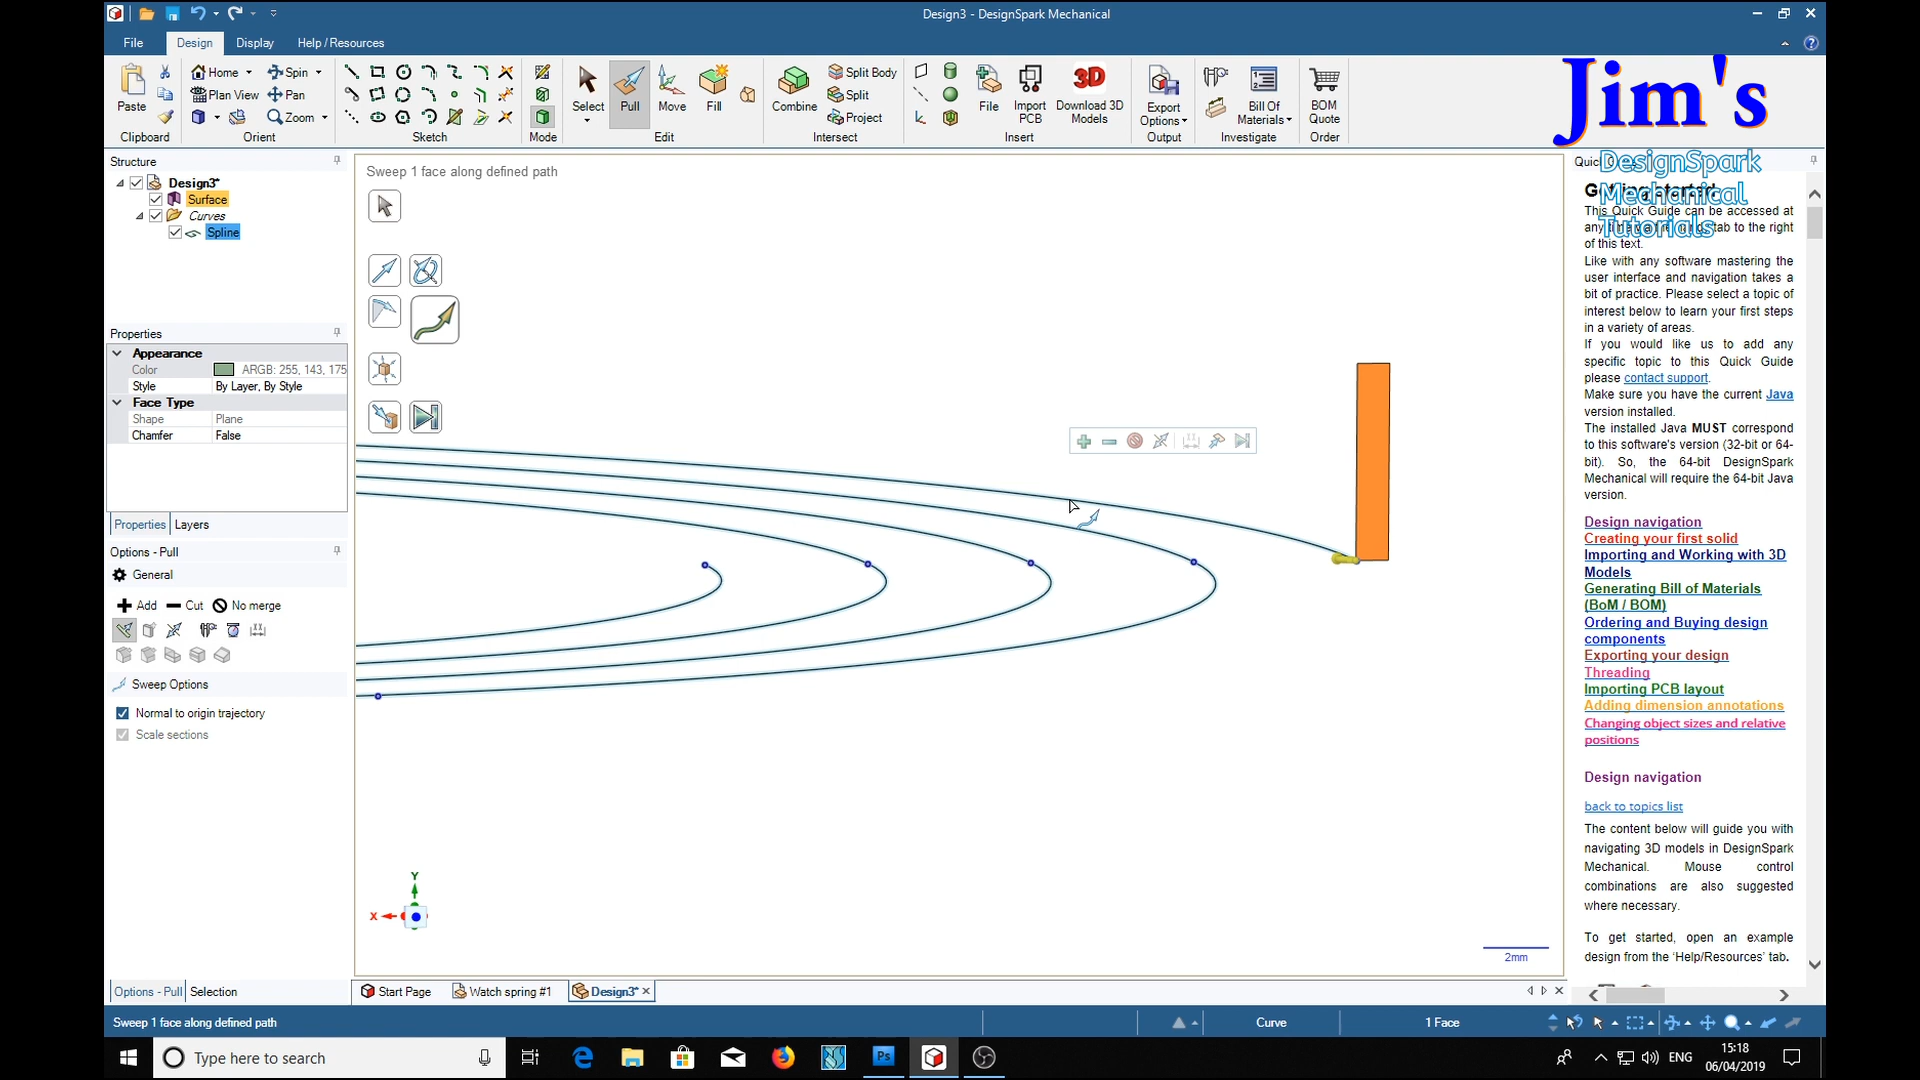 Design3 - DesignSpark Mechanical
File
Design
Display
Help/Resources
Paste
Clipboard
Home
Plan View
Spin
Pan
Zoom
Orient
Sketch
Mode
Select
Pull
Move
Fill
Edit
Combine
Split Body
Split
Project
Intersect
File
Import PCB
Download 3D Models
Insert
Export Options
Output
Bill Of Materials
Investigate
BOM Quote
Order
Jim's
DesignSpark
Mechanical
Tutorials
Structure
Design3*
Surface
Curves
Spline
Properties
Appearance
Color ARGB: 255, 143, 175
Style By Layer, By Style
Face Type
Shape Plane
Chamfer False
Properties Layers
Options - Pull
General
Add Cut No merge
Sweep Options
Normal to origin trajectory
Scale sections
Options - Pull Selection
Sweep 1 face along defined path
Y
X
2mm
Start Page
Watch spring #1
Design3*
This Quick Guide can be accessed at
tab to the right
of this text.
Like with any software mastering the
user interface and navigation takes a
bit of practice. Please select a topic of
interest below to learn your first steps
in a variety of areas.
If you would like us to add any
specific topic to this Quick Guide
please contact support.
Make sure you have the current Java
version installed.
The installed Java MUST correspond
to this software's version (32-bit or 64-
bit). So, the 64-bit DesignSpark
Mechanical will require the 64-bit Java
version.
Design navigation
Creating your first solid
Importing and Working with 3D
Models
Generating Bill of Materials
(BoM / BOM)
Ordering and Buying design
components
Exporting your design
Threading
Importing PCB layout
Adding dimension annotations
Changing object sizes and relative
positions
Design navigation
back to topics list
The content below will guide you with
navigating 3D models in DesignSpark
Mechanical. Mouse control
combinations are also suggested
where necessary.
To get started, open an example
design from the 'Help/Resources' tab.
Sweep 1 face along defined path
Curve
1 Face
Type here to search
Ps
ENG
15:18
06/04/2019